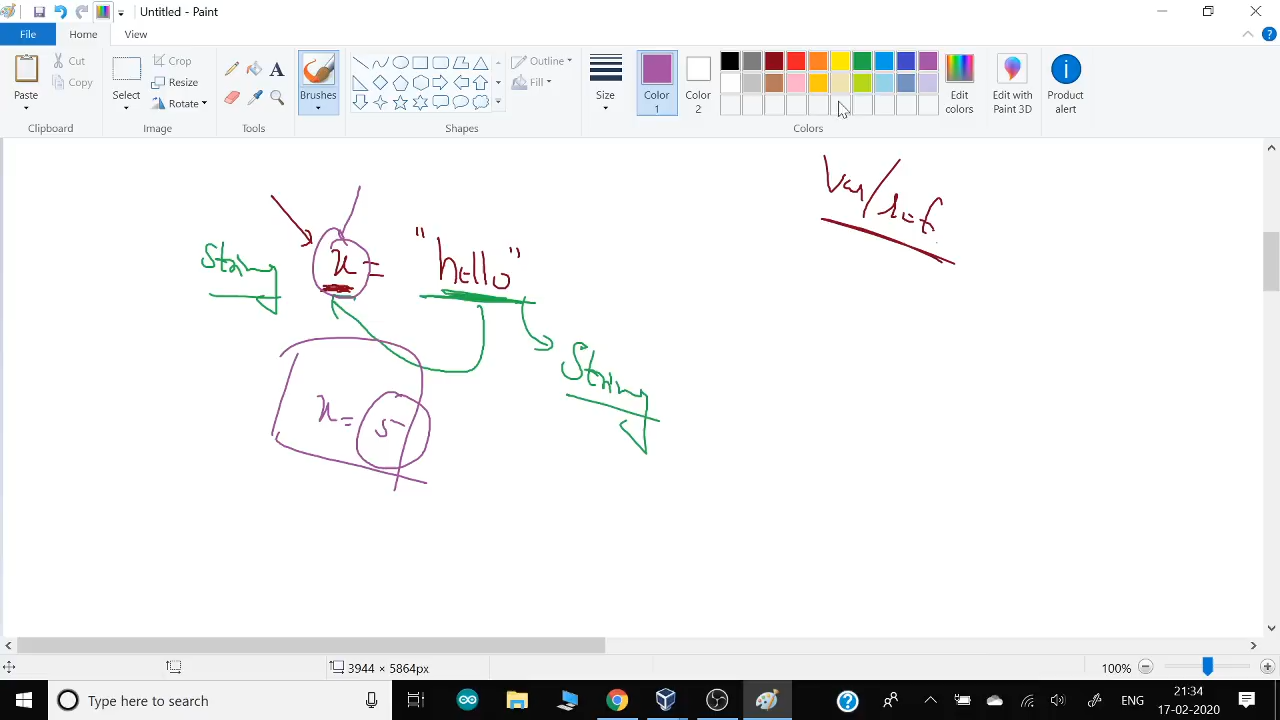 Untitled - Paint
File Home View
Paste Cut Copy Clipboard
Select Crop Resize Rotate Image
A Tools
Brushes
Shapes Outline Fill
Size
Color 1 Color 2 Colors
Edit colors
Edit with Paint 3D
Product alert
Var/ref
String x = "hello"
String
x = 5
3944 × 5864px
100%
Type here to search
ENG
21:34
17-02-2020